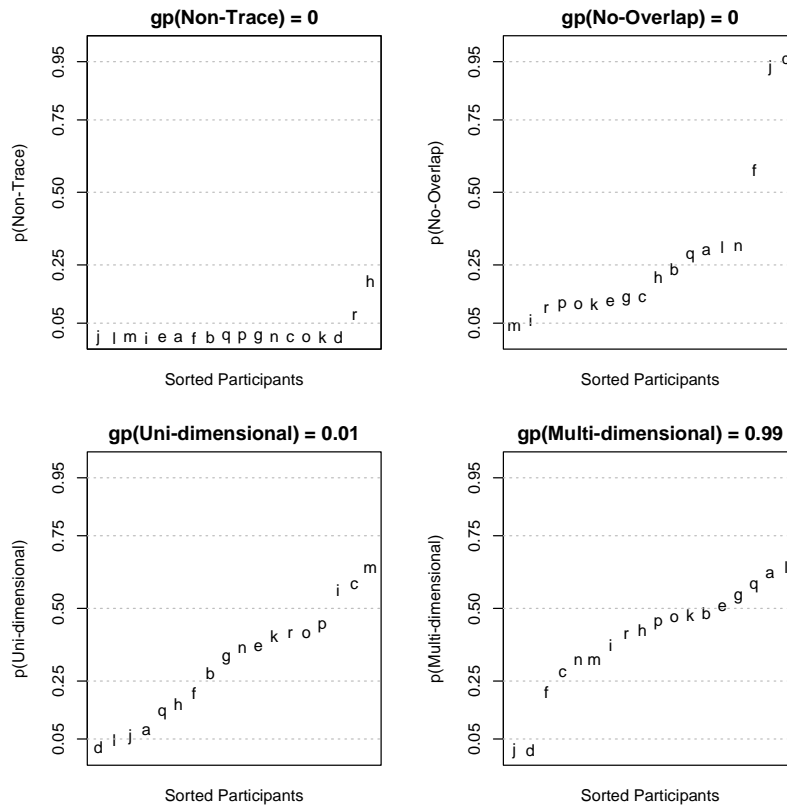 gp(Non-Trace) = 0
p(Non-Trace)
0.05 0.25 0.50 0.75 0.95
j l m i e a f b q p g n c o k d r h
Sorted Participants
gp(No-Overlap) = 0
p(No-Overlap)
0.05 0.25 0.50 0.75 0.95
m i r p o k e g c h b q a l n f j
Sorted Participants
gp(Uni-dimensional) = 0.01
p(Uni-dimensional)
0.05 0.25 0.50 0.75 0.95
d l j a q h f b g n e k r o p i c m
Sorted Participants
gp(Multi-dimensional) = 0.99
p(Multi-dimensional)
0.05 0.25 0.50 0.75 0.95
j d f c n m i r h p o k b e g q a l
Sorted Participants